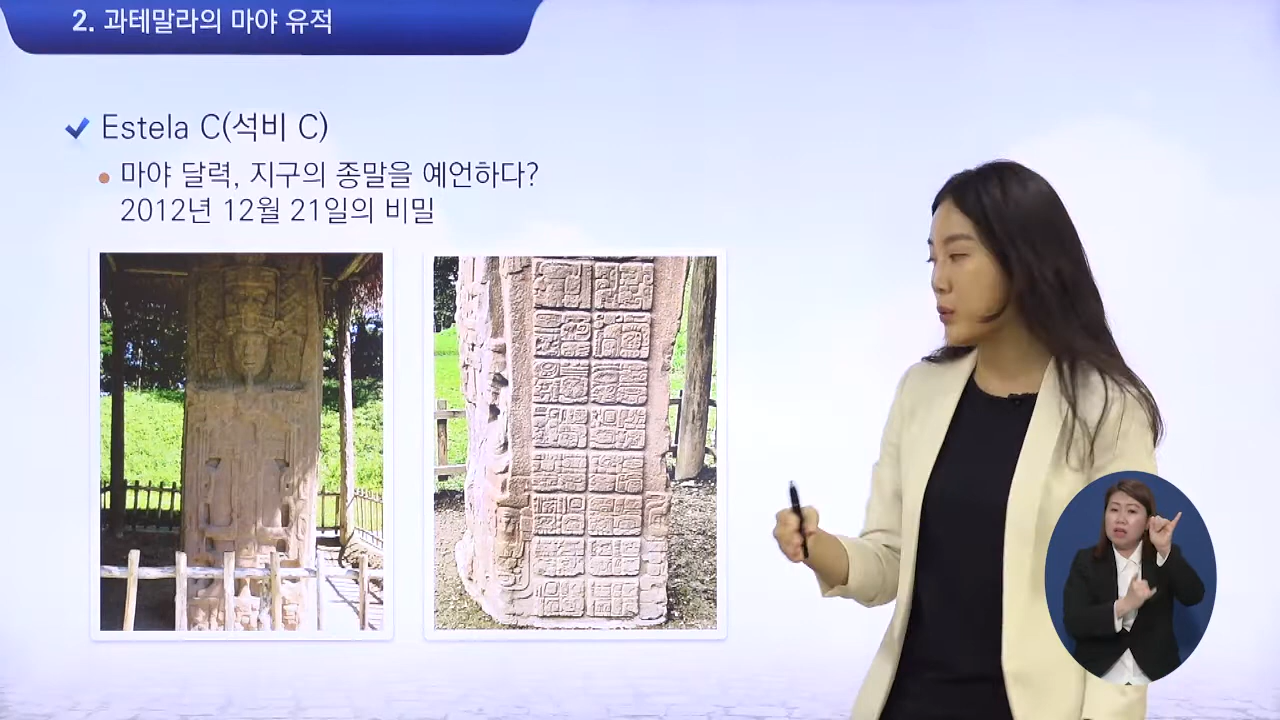 2. 과테말라의 마야 유적
Estela C(석비 C)
마야 달력, 지구의 종말을 예언하다?
2012년 12월 21일의 비밀